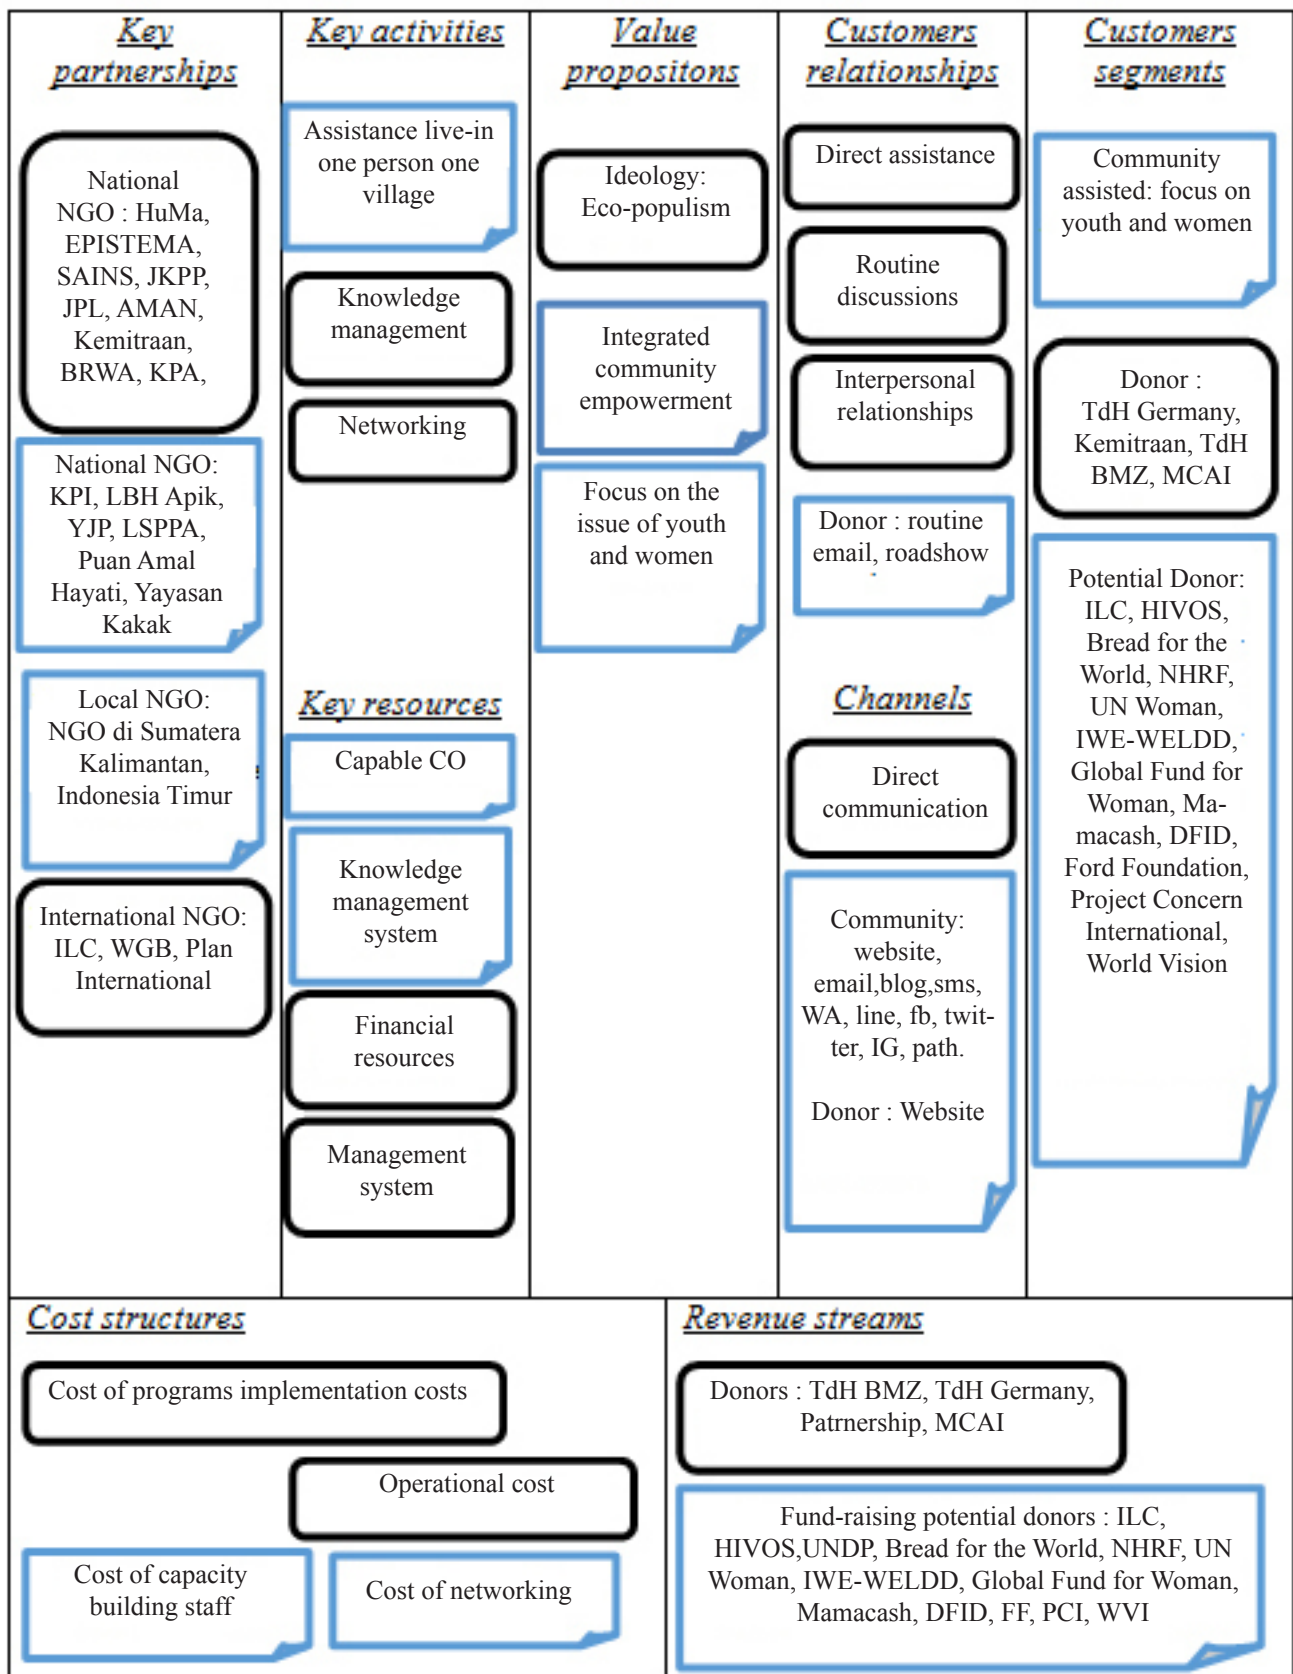 Key
partnerships
National
NGO : HuMa,
EPISTEMA,
SAINS, JKPP,
JPL, AMAN,
Kemitraan,
BRWA, KPA,
National NGO:
KPI, LBH Apik,
YJP, LSPPA,
Puan Amal
Hayati, Yayasan
Kakak
Local NGO:
NGO di Sumatera
Kalimantan,
Indonesia Timur
International NGO:
ILC, WGB, Plan
International
Key activities
Assistance live-in
one person one
village
Knowledge
management
Networking
Key resources
Capable CO
Knowledge
management
system
Financial
resources
Management
system
Value
propositons
Ideology:
Eco-populism
Integrated
community
empowerment
Focus on the
issue of youth
and women
Customers
relationships
Direct assistance
Routine
discussions
Interpersonal
relationships
Donor : routine
email, roadshow
Channels
Direct
communication
Community:
website,
email,blog,sms,
WA, line, fb, twit-
ter, IG, path.
Donor : Website
Customers
segments
Community
assisted: focus on
youth and women
Donor :
TdH Germany,
Kemitraan, TdH
BMZ, MCAI
Potential Donor:
ILC, HIVOS,
Bread for the
World, NHRF,
UN Woman,
IWE-WELDD,
Global Fund for
Woman, Ma-
macash, DFID,
Ford Foundation,
Project Concern
International,
World Vision
Cost structures
Cost of programs implementation costs
Operational cost
Cost of capacity
building staff
Cost of networking
Revenue streams
Donors : TdH BMZ, TdH Germany,
Patrnership, MCAI
Fund-raising potential donors : ILC,
HIVOS,UNDP, Bread for the World, NHRF, UN
Woman, IWE-WELDD, Global Fund for Woman,
Mamacash, DFID, FF, PCI, WVI